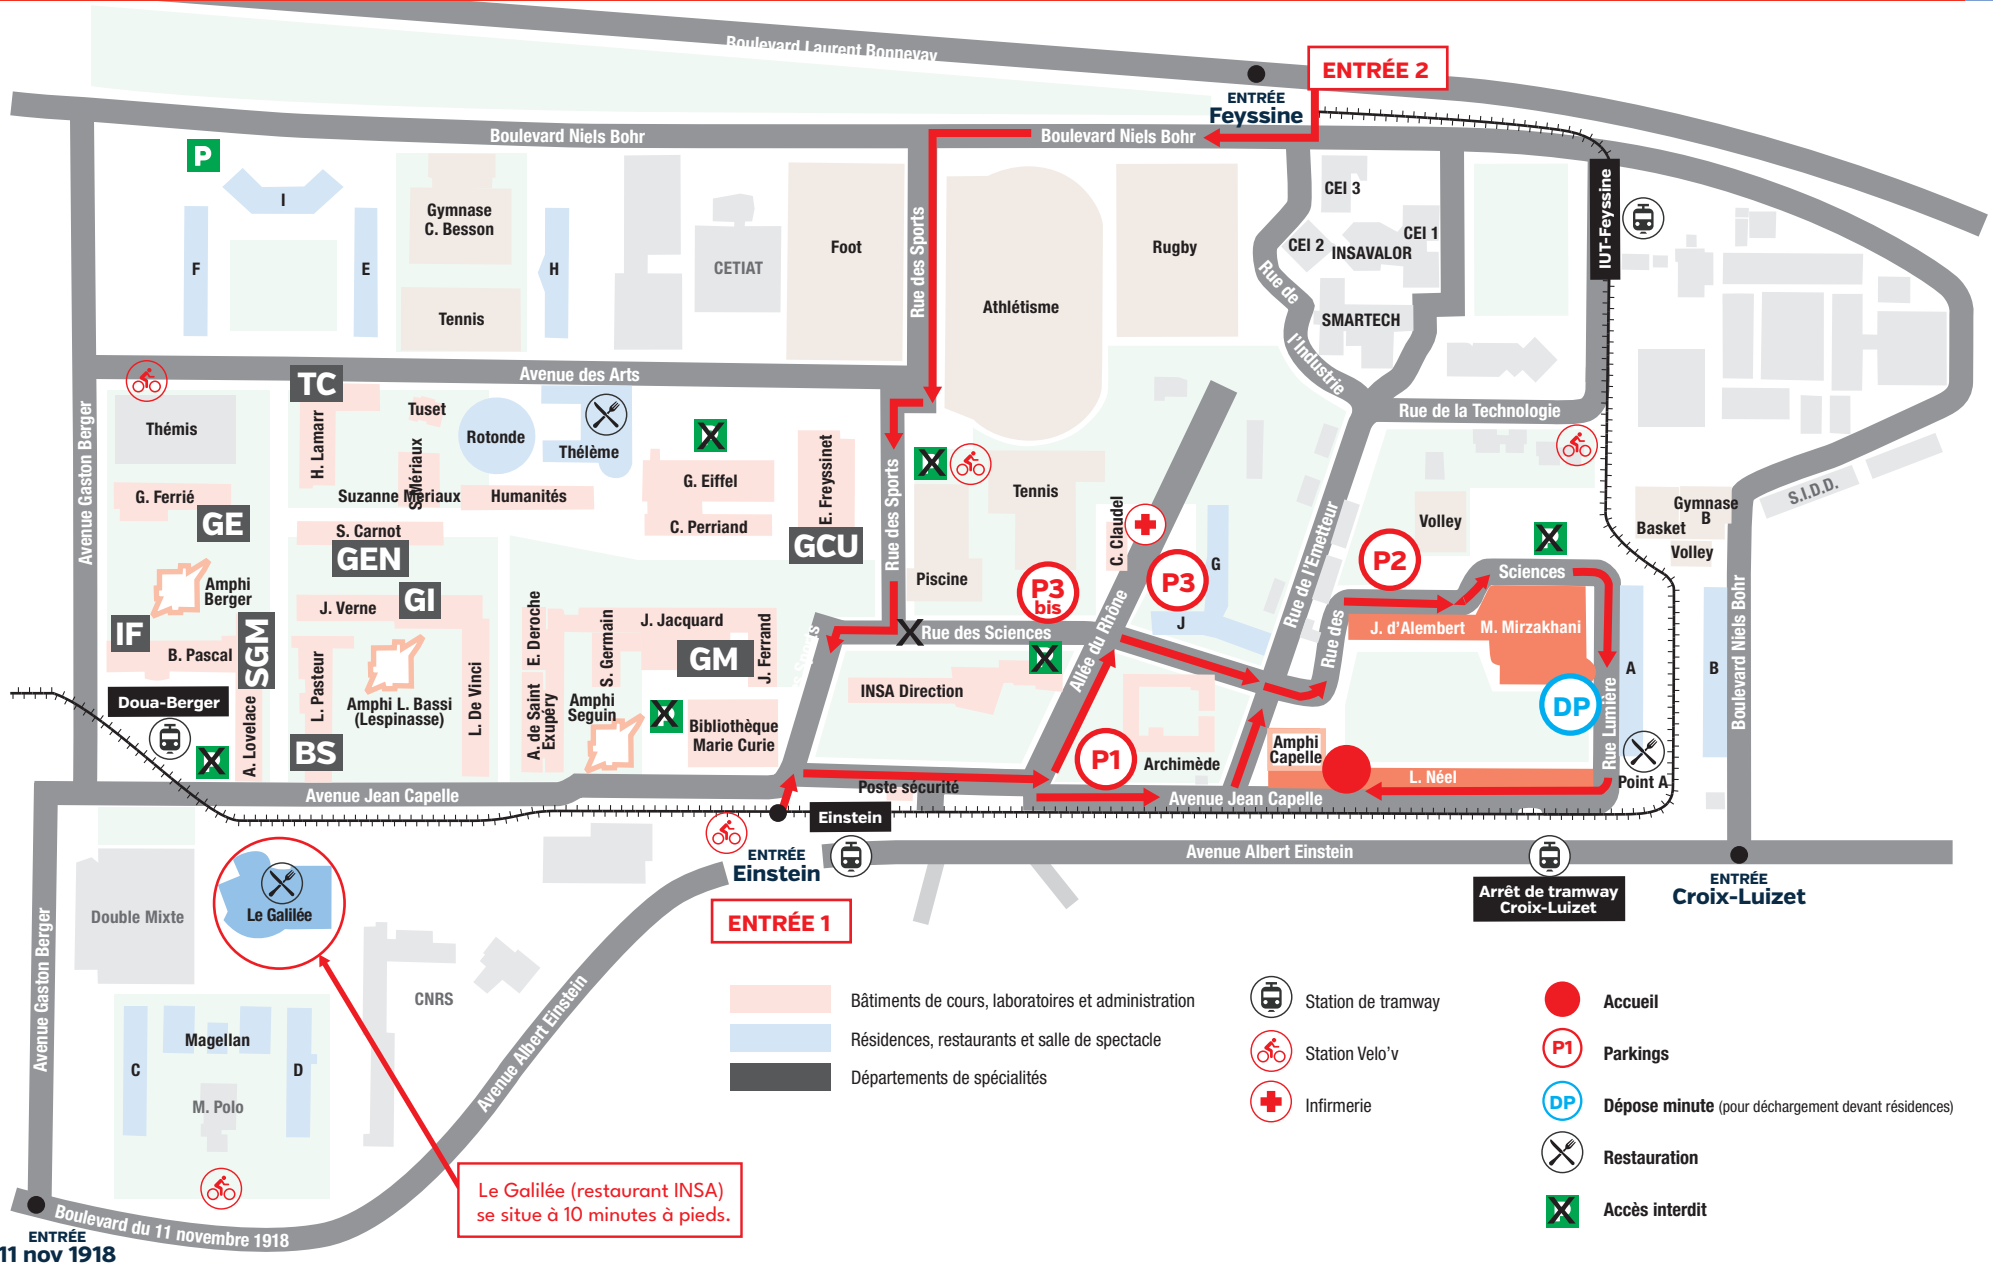 Boulevard Laurent Bonnevay
ENTRÉE 2
ENTRÉE
Feyssine
Boulevard Niels Bohr
Boulevard Niels Bohr
P
I
F
E
H
Gymnase
C. Besson
Tennis
CETIAT
Foot
Rue des Sports
Athlétisme
Rugby
CEI 3
CEI 2
CEI 1
INSAVALOR
SMARTECH
Rue de
l'Industrie
IUT-Feyssine
Avenue des Arts
Rue de la Technologie
Avenue Gaston Berger
Thémis
TC
H. Lamarr
Tuset
S. Mériaux
Suzanne Mériaux
Rotonde
Thélème
Humanités
G. Eiffel
C. Perriand
E. Freyssinet
GCU
Rue des Sports
P
Tennis
Piscine
C. Claudel
G
J
Rue de l'Emetteur
Volley
Gymnase
B
Basket
Volley
S.I.D.D.
G. Ferrié
GE
S. Carnot
GEN
Amphi
Berger
J. Verne
GI
IF
B. Pascal
SGM
A. Lovelace
L. Pasteur
BS
Amphi L. Bassi
(Lespinasse)
L. De Vinci
E. Deroche
A. de Saint
Exupéry
S. Germain
Amphi
Seguin
J. Jacquard
GM
J. Ferrand
P
Bibliothèque
Marie Curie
Sports
Rue des Sciences
INSA Direction
P3
bis
P
P3
P2
P
Allée du Rhône
Rue des
Sciences
J. d'Alembert
M. Mirzakhani
A
B
Boulevard Niels Bohr
DP
Rue Lumière
Point A
P1
Archimède
Amphi
Capelle
L. Néel
Doua-Berger
P
Avenue Jean Capelle
Poste sécurité
Avenue Jean Capelle
Einstein
ENTRÉE
Einstein
ENTRÉE 1
Avenue Albert Einstein
Arrêt de tramway
Croix-Luizet
ENTRÉE
Croix-Luizet
Double Mixte
Le Galilée
Avenue Gaston Berger
CNRS
Avenue Albert Einstein
Magellan
C
D
M. Polo
Le Galilée (restaurant INSA)
se situe à 10 minutes à pieds.
Boulevard du 11 novembre 1918
ENTRÉE
11 nov 1918
Bâtiments de cours, laboratoires et administration
Résidences, restaurants et salle de spectacle
Départements de spécialités
Station de tramway
Station Velo'v
Infirmerie
Accueil
P1
Parkings
DP
Dépose minute (pour déchargement devant résidences)
Restauration
P
Accès interdit